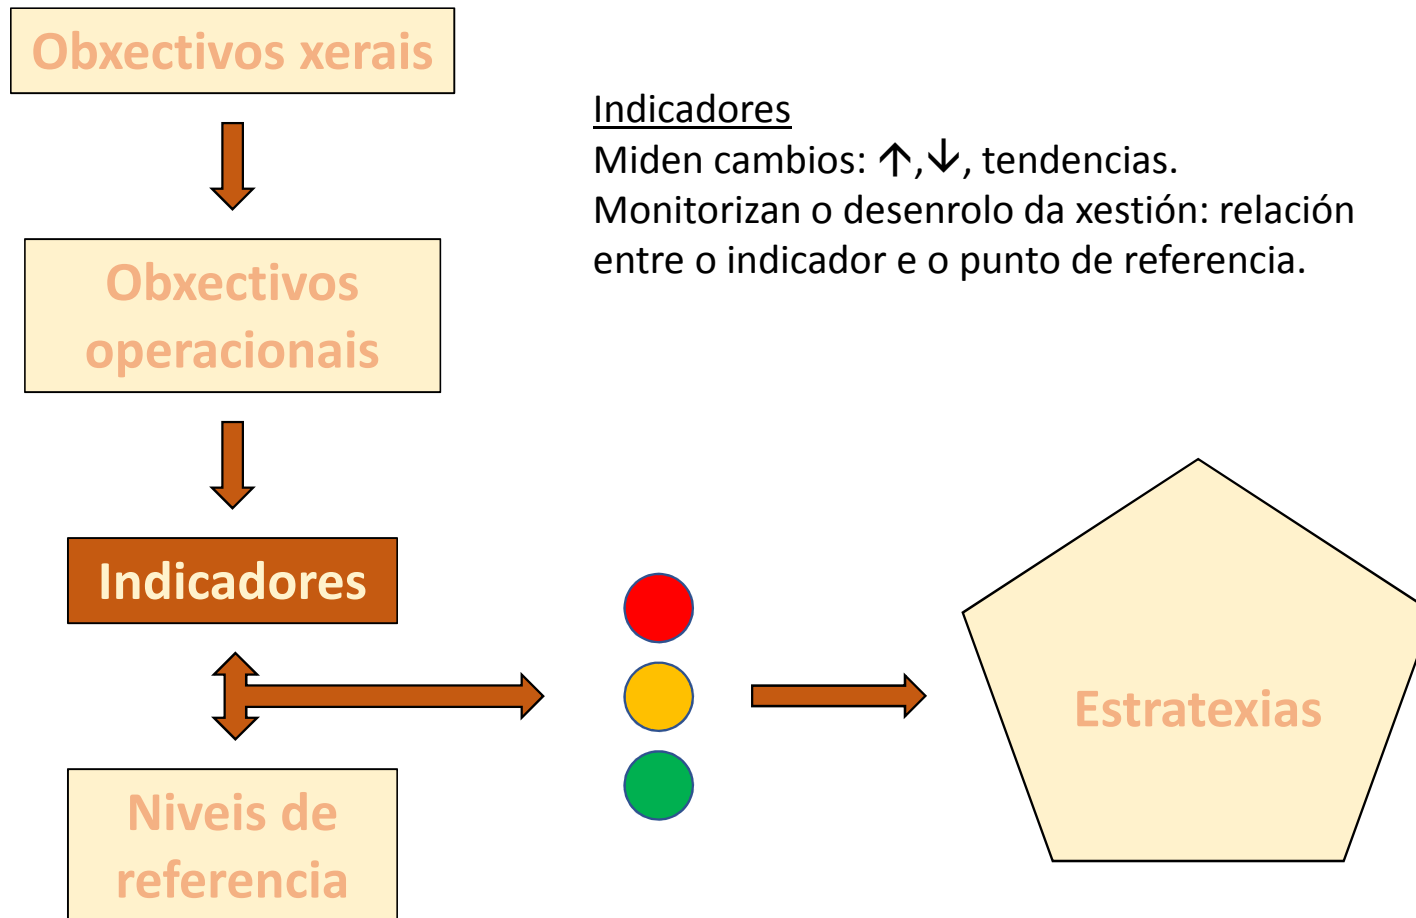 Obxectivos xerais
Indicadores
Miden cambios: ↑,↓, tendencias.
Monitorizan o desenrolo da xestión: relación
entre o indicador e o punto de referencia.
Obxectivos
operacionais
Indicadores
Estratexias
Niveis de
referencia